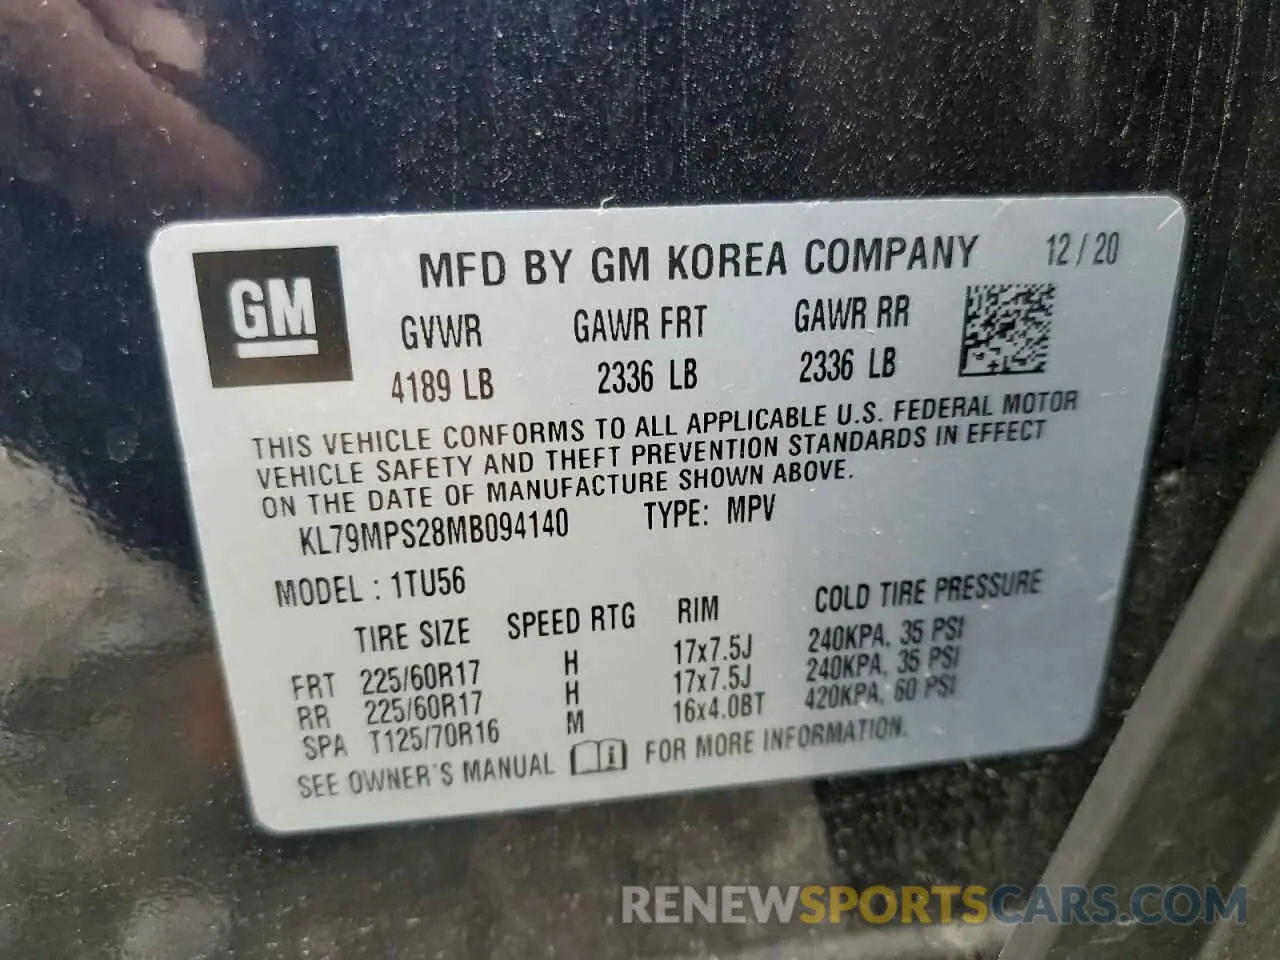 GM
MFD BY GM KOREA COMPANY 12/20
GVWR GAWR FRT GAWR RR
4189 LB 2336 LB 2336 LB
THIS VEHICLE CONFORMS TO ALL APPLICABLE U.S. FEDERAL MOTOR
VEHICLE SAFETY AND THEFT PREVENTION STANDARDS IN EFFECT
ON THE DATE OF MANUFACTURE SHOWN ABOVE.
KL79MPS28MB094140 TYPE: MPV
MODEL : 1TU56
TIRE SIZE SPEED RTG RIM COLD TIRE PRESSURE
FRT 225/60R17 H 17x7.5J 240KPA, 35 PSI
RR 225/60R17 H 17x7.5J 240KPA, 35 PSI
SPA T125/70R16 M 16x4.0BT 420KPA, 60 PSI
SEE OWNER'S MANUAL i FOR MORE INFORMATION.
RENEWSPORTSCARS.COM